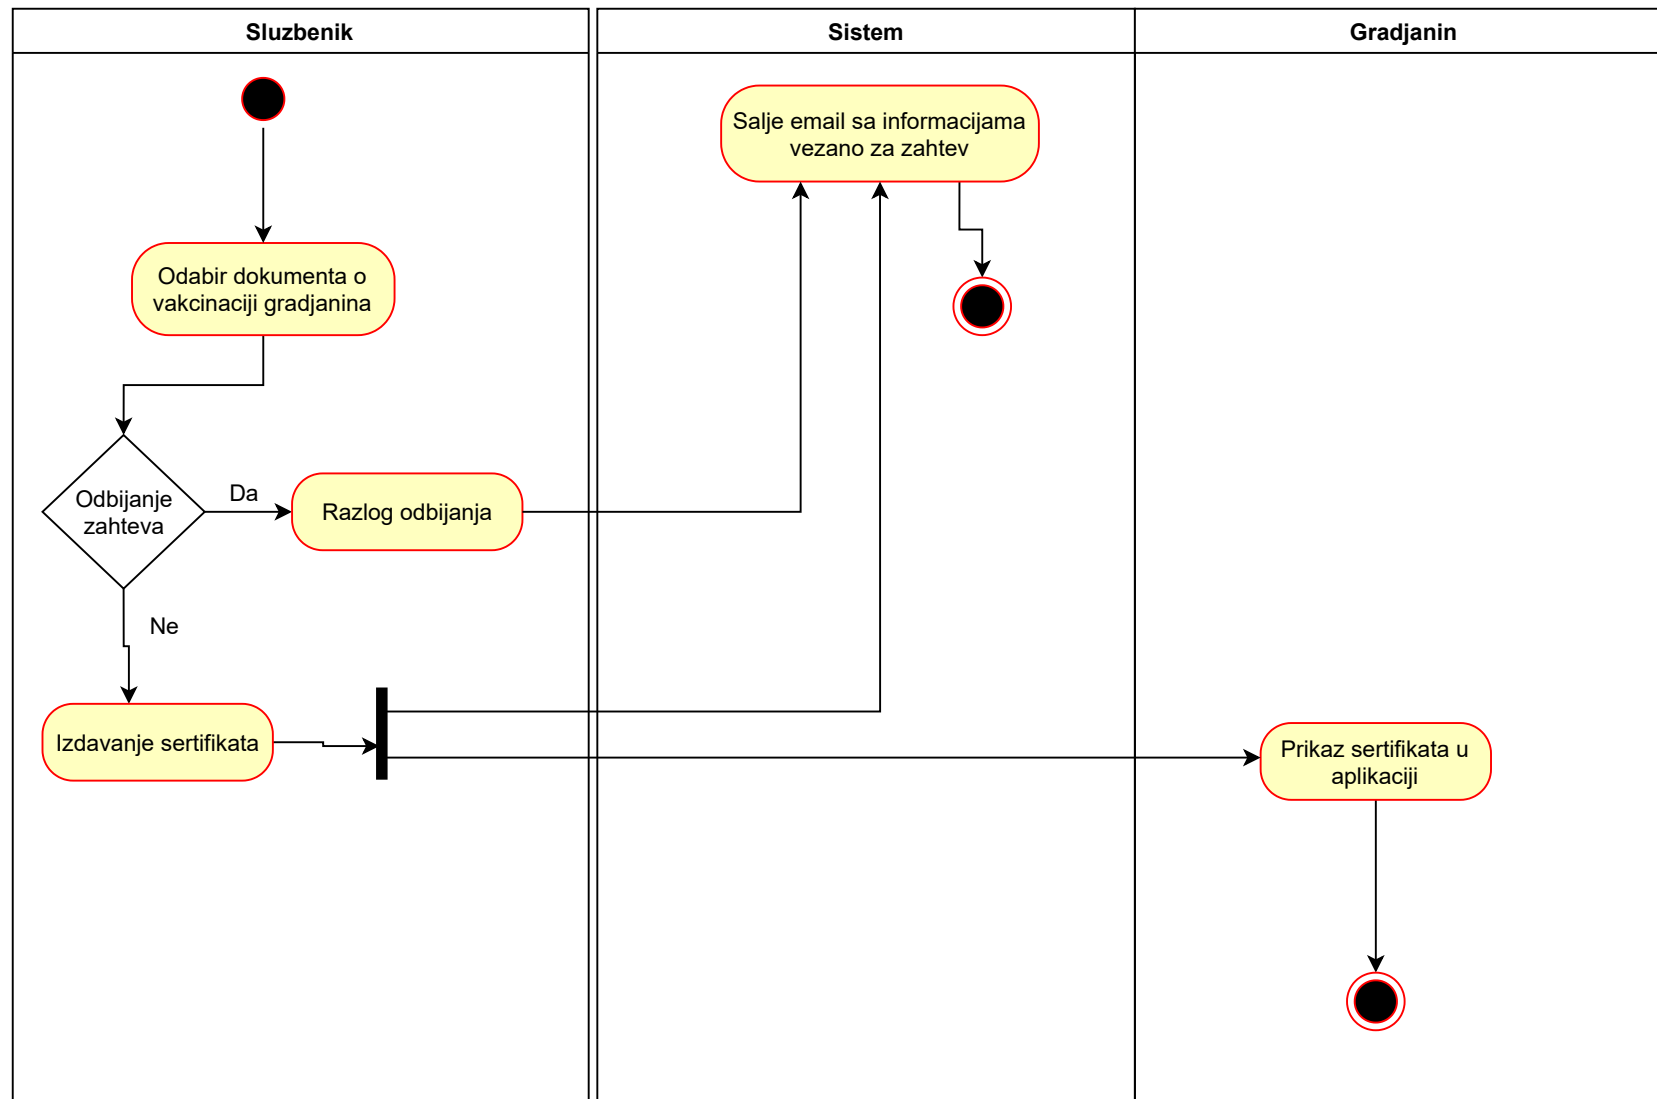 Sluzbenik
Sistem
Gradjanin
Salje email sa informacijama
vezano za zahtev
Odabir dokumenta o
vakcinaciji gradjanina
Odbijanje
zahteva
Da
Razlog odbijanja
Ne
Izdavanje sertifikata
Prikaz sertifikata u
aplikaciji